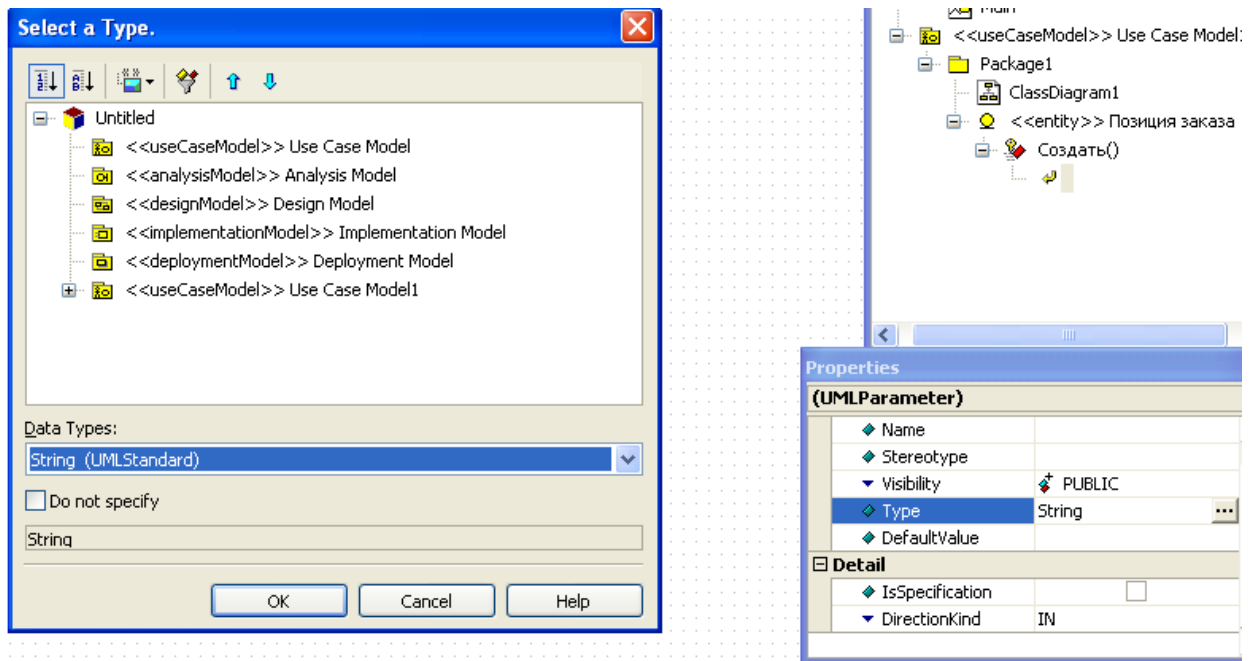 Select a Type.
Untitled
<<useCaseModel>> Use Case Model
<<analysisModel>> Analysis Model
<<designModel>> Design Model
<<implementationModel>> Implementation Model
<<deploymentModel>> Deployment Model
<<useCaseModel>> Use Case Model1
Data Types:
String (UMLStandard)
Do not specify
String
OK Cancel Help
<<useCaseModel>> Use Case Model1
Package1
ClassDiagram1
<<entity>> Позиция заказа
Создать()
Properties
(UMLParameter)
Name
Stereotype
Visibility PUBLIC
Type String ...
DefaultValue
Detail
IsSpecification
DirectionKind IN